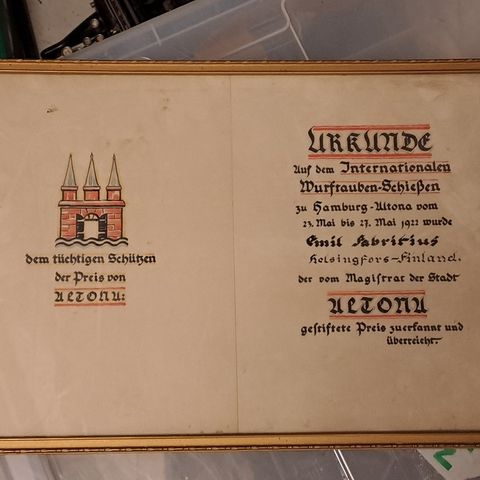 dem tüchtigen Schützen
der Preis von
ALTONA:
URKUNDE
Auf dem Internationalen
Wurftauben-Schießen
zu Hamburg-Altona vom
23. Mai bis 27. Mai 1922 wurde
Emil Fabritius
Helsingfors-Finland.
der vom Magistrat der Stadt
ALTONA
gestiftete Preis zuerkannt und
überreicht.